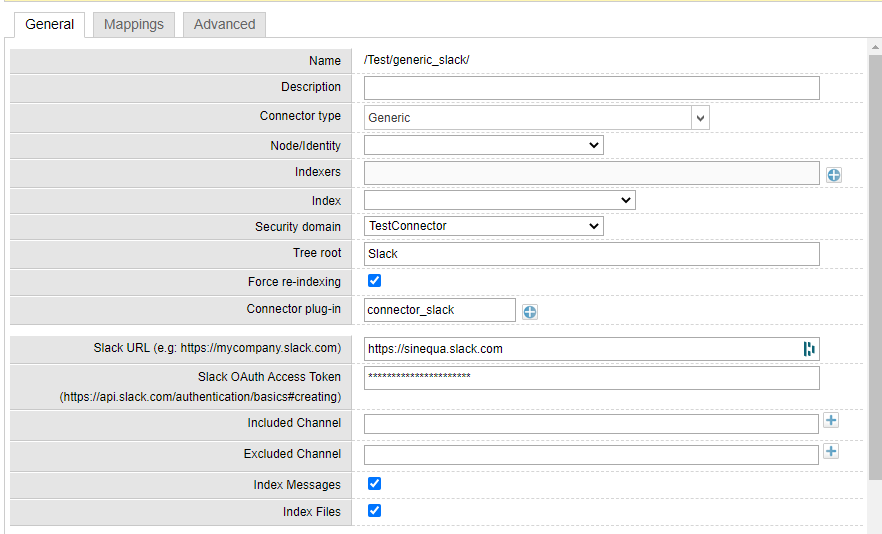 General Mappings Advanced
Name /Test/generic_slack/
Description
Connector type Generic
Node/Identity
Indexers
Index
Security domain TestConnector
Tree root Slack
Force re-indexing
Connector plug-in connector_slack
Slack URL (e.g: https://mycompany.slack.com) https://sinequa.slack.com
Slack OAuth Access Token **********************
(https://api.slack.com/authentication/basics#creating)
Included Channel
Excluded Channel
Index Messages
Index Files